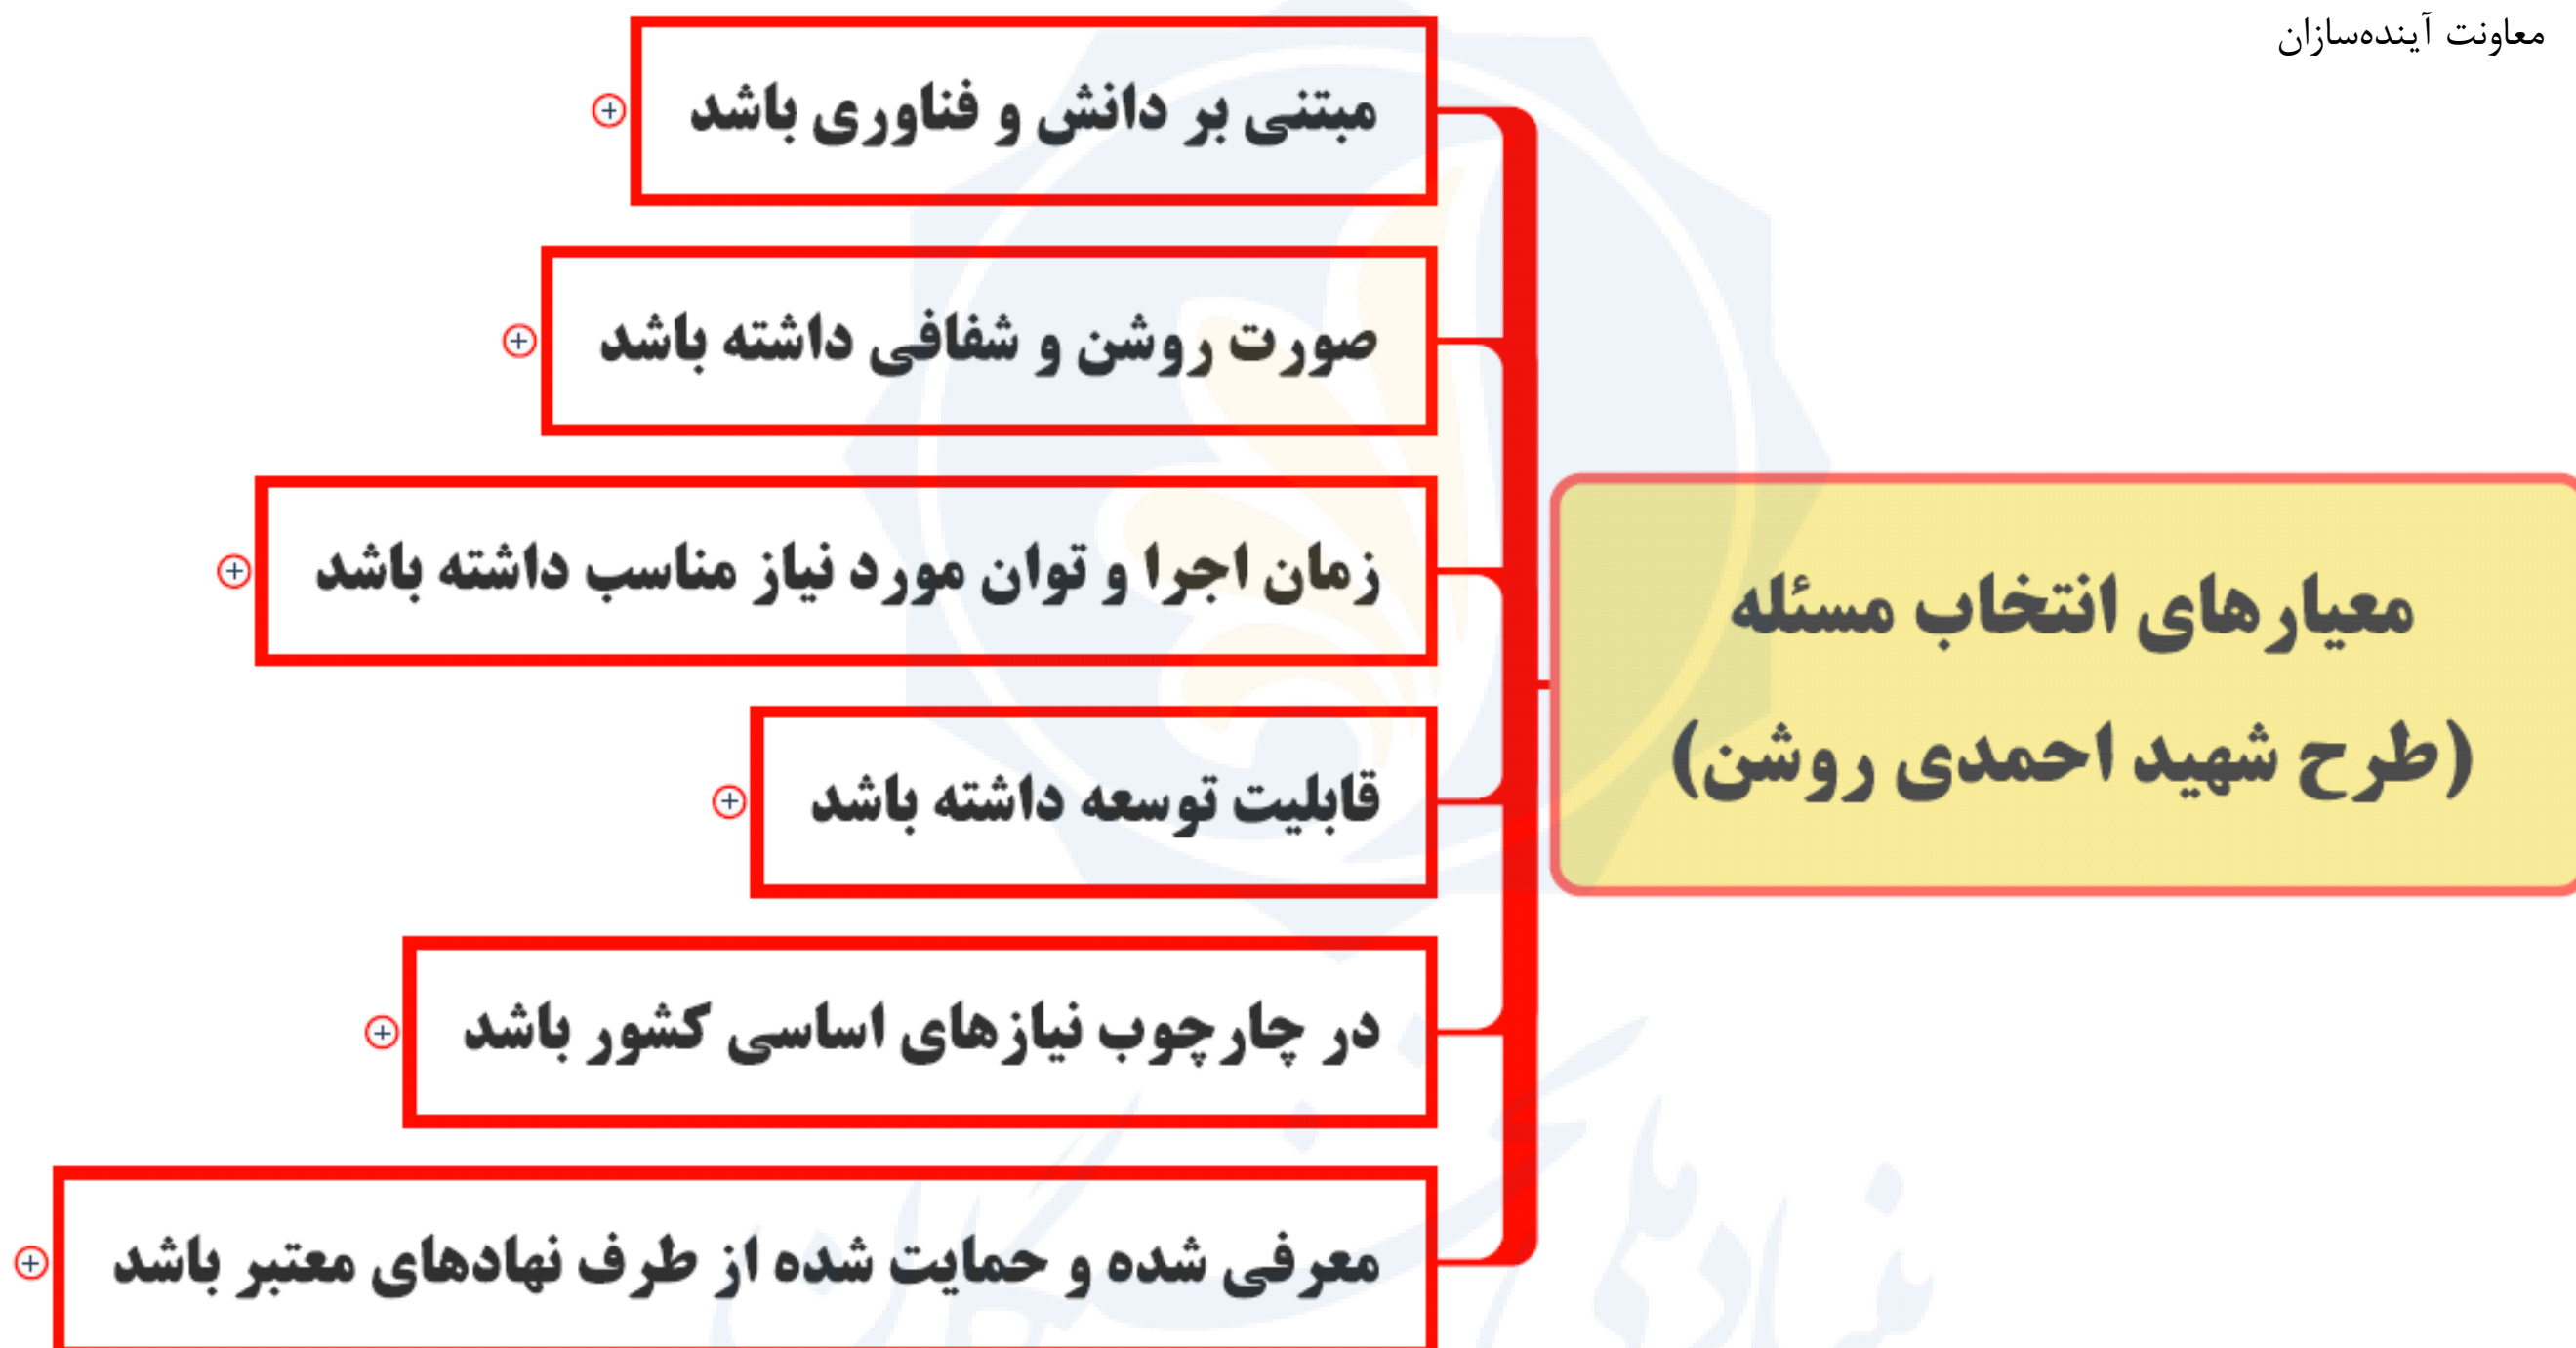 معاونت آینده‌سازان
معیارهای انتخاب مسئله
(طرح شهید احمدی روشن)
مبتنی بر دانش و فناوری باشد
صورت روشن و شفافی داشته باشد
زمان اجرا و توان مورد نیاز مناسب داشته باشد
قابلیت توسعه داشته باشد
در چارچوب نیازهای اساسی کشور باشد
معرفی شده و حمایت شده از طرف نهادهای معتبر باشد